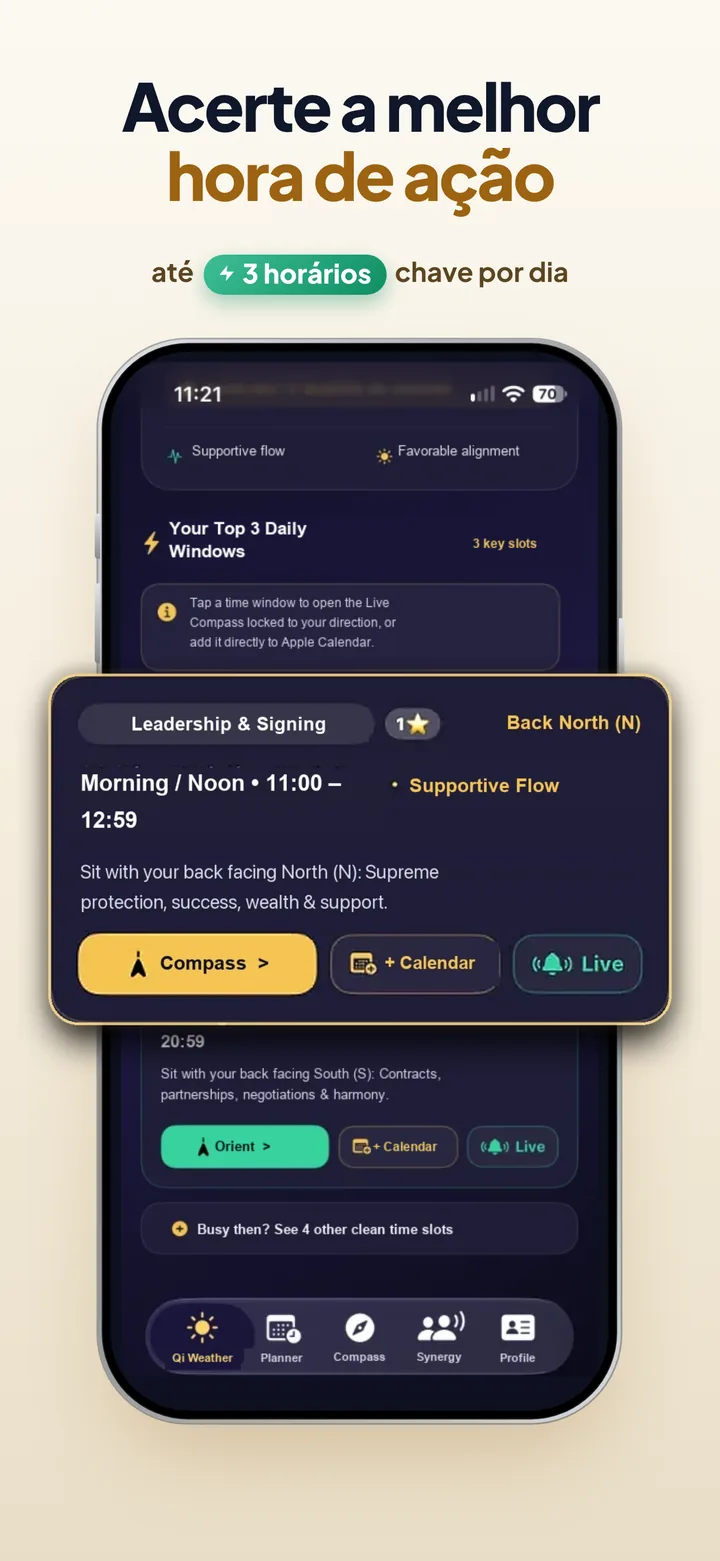 Acerte a melhor
hora de ação
até 3 horários chave por dia
11:21 70
Supportive flow Favorable alignment
Your Top 3 Daily
Windows
3 key slots
Tap a time window to open the Live
Compass locked to your direction, or
add it directly to Apple Calendar.
Leadership & Signing 1 Back North (N)
Morning / Noon • 11:00 –
12:59
• Supportive Flow
Sit with your back facing North (N): Supreme
protection, success, wealth & support.
Compass > + Calendar Live
20:59
Sit with your back facing South (S): Contracts,
partnerships, negotiations & harmony.
Orient > + Calendar Live
Busy then? See 4 other clean time slots
Qi Weather Planner Compass Synergy Profile